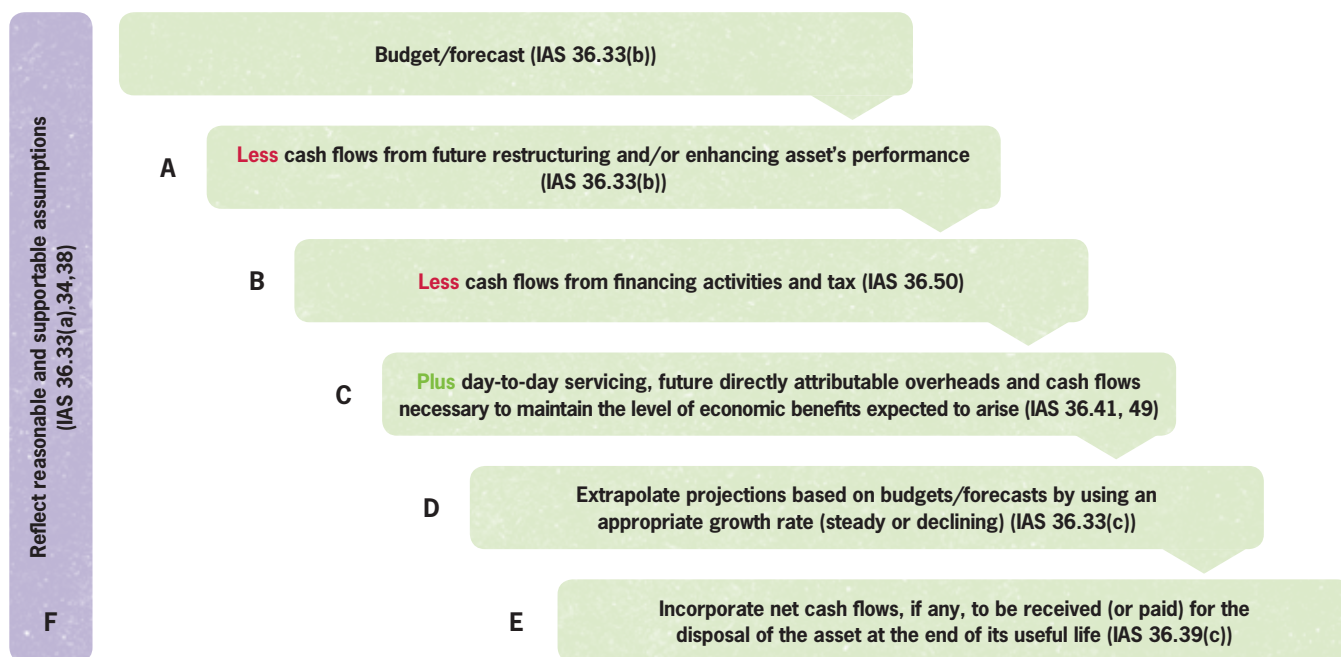 Reflect reasonable and supportable assumptions
(IAS 36.33(a),34,38)
F
Budget/forecast (IAS 36.33(b))
A
Less cash flows from future restructuring and/or enhancing asset's performance
(IAS 36.33(b))
B
Less cash flows from financing activities and tax (IAS 36.50)
C
Plus day-to-day servicing, future directly attributable overheads and cash flows
necessary to maintain the level of economic benefits expected to arise (IAS 36.41, 49)
D
Extrapolate projections based on budgets/forecasts by using an
appropriate growth rate (steady or declining) (IAS 36.33(c))
E
Incorporate net cash flows, if any, to be received (or paid) for the
disposal of the asset at the end of its useful life (IAS 36.39(c))